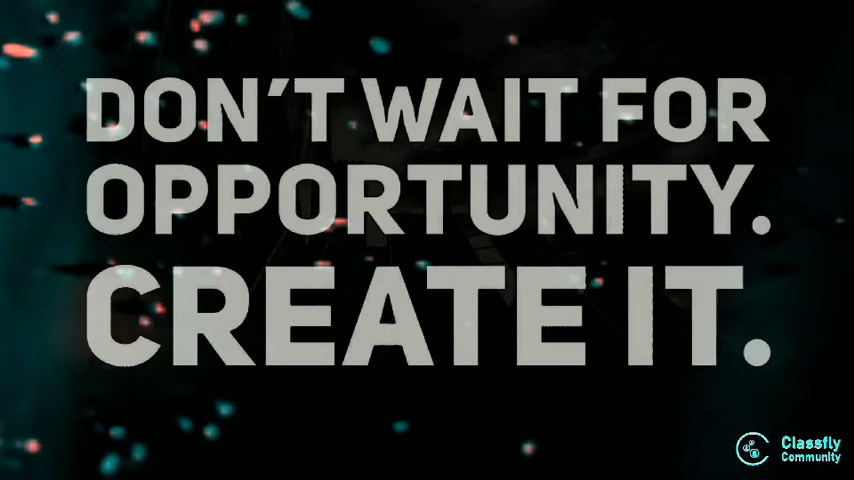 DON'T WAIT FOR
OPPORTUNITY.
CREATE IT.
Classfly
Community